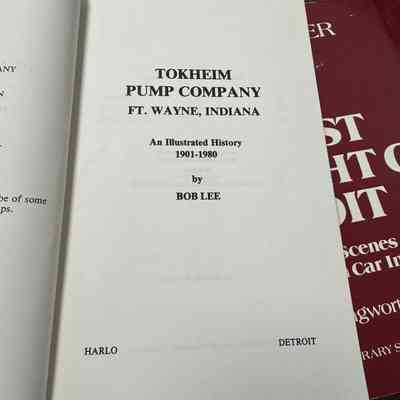 ANY
N
be of some
ps.
TOKHEIM
PUMP COMPANY
FT. WAYNE, INDIANA
An Illustrated History
1901-1980
by
BOB LEE
HARLO DETROIT
ER
ST
HT C
OIT
Scenes
Car In
gwort
RARY S